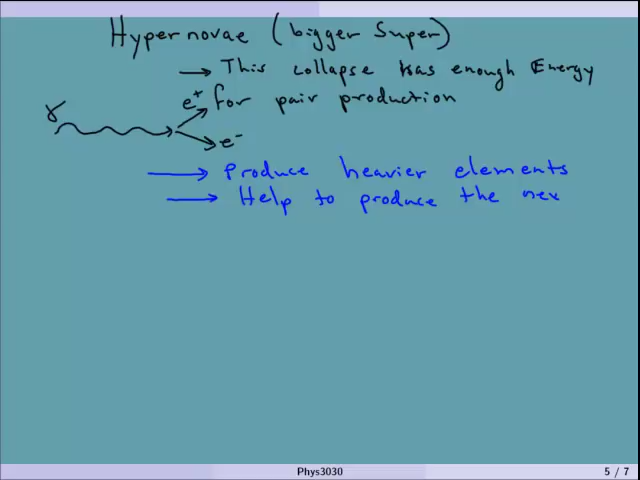 Hypernovae (bigger Super)
→ This collapse has enough Energy
e+ for pair production
γ
e-
→ Produce heavier elements
→ Help to produce the nex
Phys3030
5 / 7